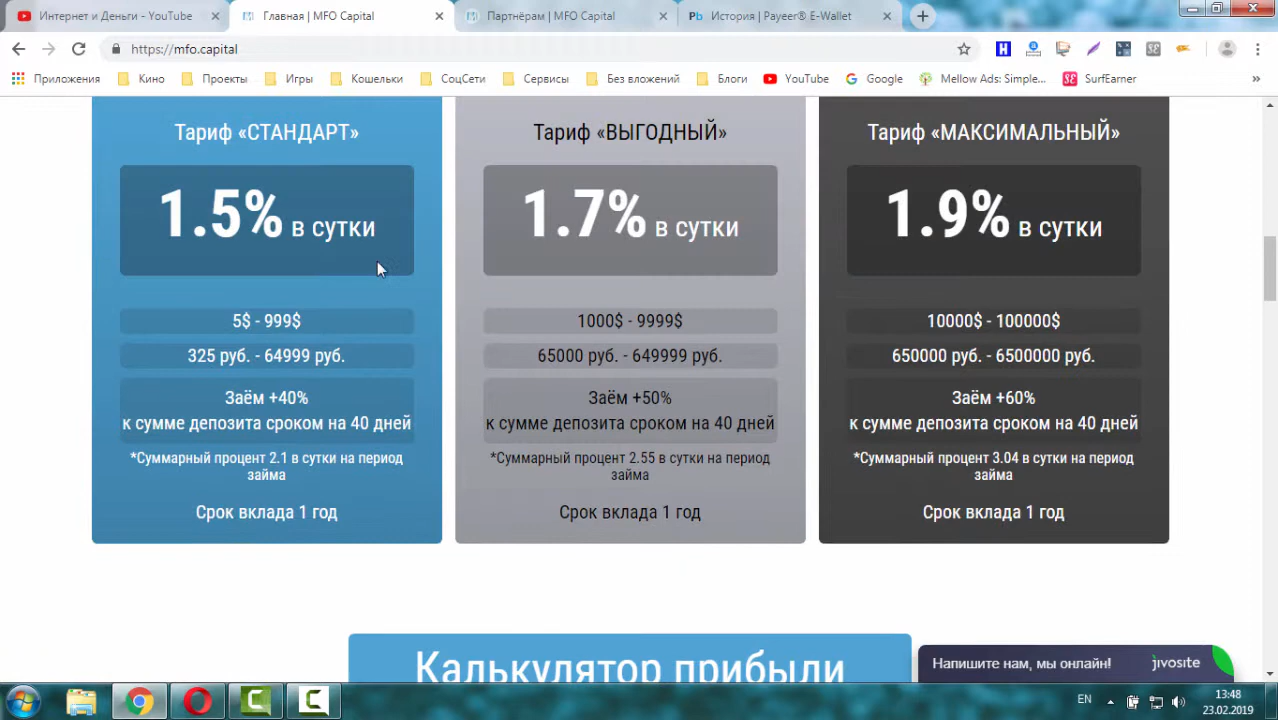 Интернет и Деньги - YouTube
Главная | MFO Capital
Партнёрам | MFO Capital
Pb История | Payeer® E-Wallet
https://mfo.capital
Приложения
Кино
Проекты
Игры
Кошельки
СоцСети
Сервисы
Без вложений
Блоги
YouTube
Google
Mellow Ads: Simple...
SurfEarner
Тариф «СТАНДАРТ»
1.5% в сутки
5$ - 999$
325 руб. - 64999 руб.
Заём +40%
к сумме депозита сроком на 40 дней
*Суммарный процент 2.1 в сутки на период
займа
Срок вклада 1 год
Тариф «ВЫГОДНЫЙ»
1.7% в сутки
1000$ - 9999$
65000 руб. - 649999 руб.
Заём +50%
к сумме депозита сроком на 40 дней
*Суммарный процент 2.55 в сутки на период
займа
Срок вклада 1 год
Тариф «МАКСИМАЛЬНЫЙ»
1.9% в сутки
10000$ - 100000$
650000 руб. - 6500000 руб.
Заём +60%
к сумме депозита сроком на 40 дней
*Суммарный процент 3.04 в сутки на период
займа
Срок вклада 1 год
Калькулятор прибыли
Напишите нам, мы онлайн!
jivosite
EN
13:48
23.02.2019